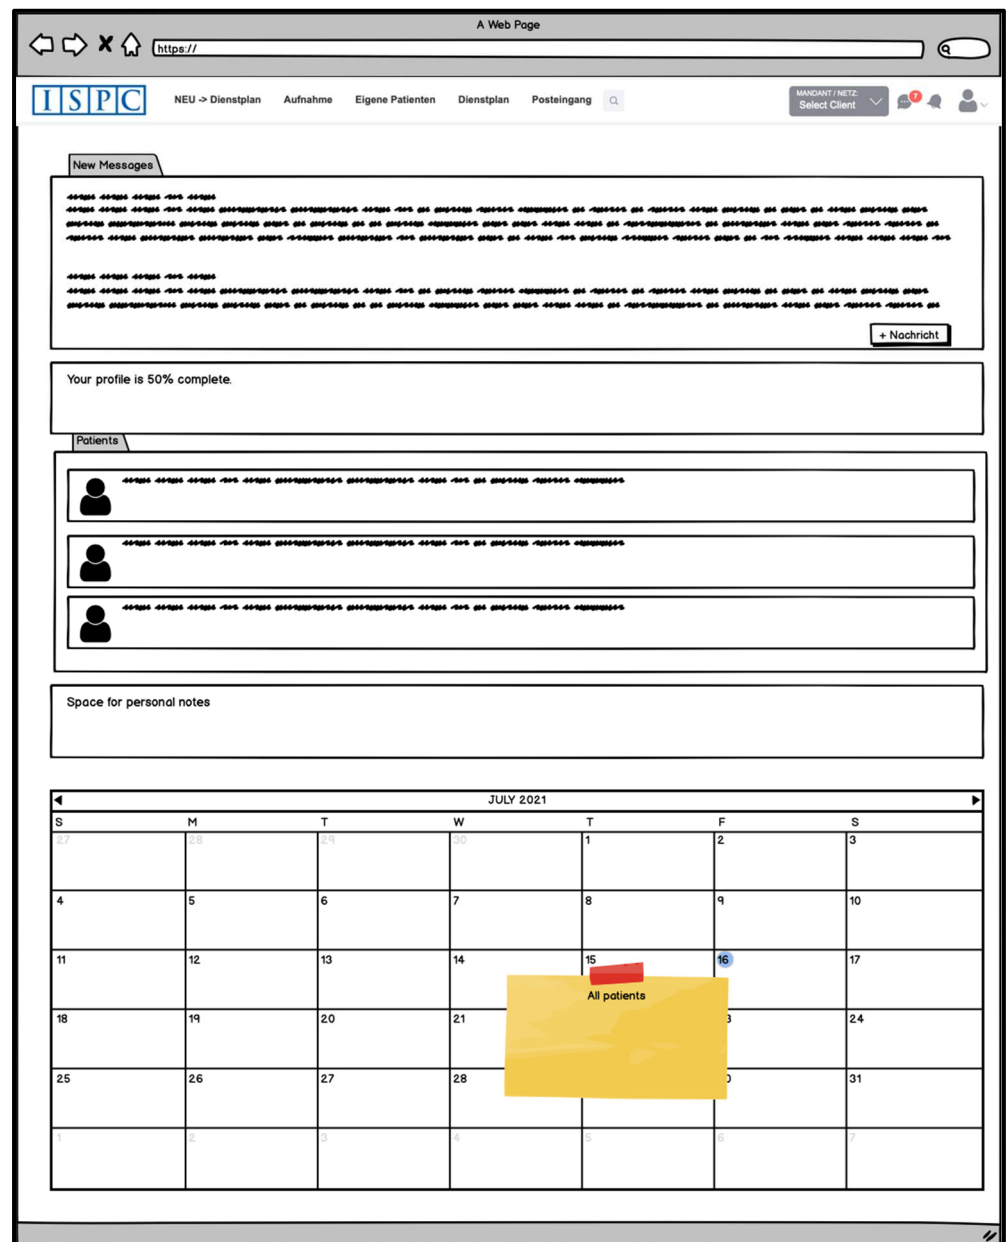 A Web Page
https://
ISPC
NEU -> Dienstplan Aufnahme Eigene Patienten Dienstplan Posteingang
MANDANT / NETZ:
Select Client
7
New Messages
+ Nachricht
Your profile is 50% complete.
Patients
Space for personal notes
JULY 2021
S M T W T F S
27 28 29 30 1 2 3
4 5 6 7 8 9 10
11 12 13 14 15 16 17
All patients
18 19 20 21 24
25 26 27 28 31
1 2 3 4 5 6 7